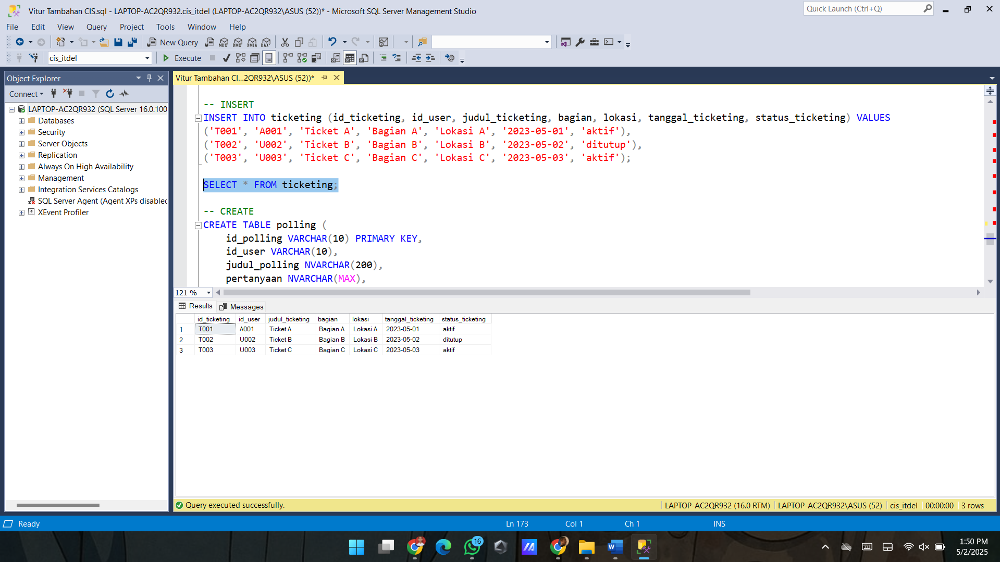 Vitur Tambahan CIS.sql - LAPTOP-AC2QR932.cis_itdel (LAPTOP-AC2QR932\ASUS (52))* - Microsoft SQL Server Management Studio
Quick Launch (Ctrl+Q)
File Edit View Query Project Tools Window Help
New Query
MDX DMX XMLA DAX
cis_itdel
Execute
Object Explorer
Vitur Tambahan CI...2QR932\ASUS (52))*
Connect
LAPTOP-AC2QR932 (SQL Server 16.0.100
Databases
Security
Server Objects
Replication
Always On High Availability
Management
Integration Services Catalogs
SQL Server Agent (Agent XPs disabled
XEvent Profiler
-- INSERT
INSERT INTO ticketing (id_ticketing, id_user, judul_ticketing, bagian, lokasi, tanggal_ticketing, status_ticketing) VALUES
('T001', 'A001', 'Ticket A', 'Bagian A', 'Lokasi A', '2023-05-01', 'aktif'),
('T002', 'U002', 'Ticket B', 'Bagian B', 'Lokasi B', '2023-05-02', 'ditutup'),
('T003', 'U003', 'Ticket C', 'Bagian C', 'Lokasi C', '2023-05-03', 'aktif');
SELECT * FROM ticketing;
-- CREATE
CREATE TABLE polling (
id_polling VARCHAR(10) PRIMARY KEY,
id_user VARCHAR(10),
judul_polling NVARCHAR(200),
pertanyaan NVARCHAR(MAX),
121 %
Results Messages
id_ticketing id_user judul_ticketing bagian lokasi tanggal_ticketing status_ticketing
1 T001 A001 Ticket A Bagian A Lokasi A 2023-05-01 aktif
2 T002 U002 Ticket B Bagian B Lokasi B 2023-05-02 ditutup
3 T003 U003 Ticket C Bagian C Lokasi C 2023-05-03 aktif
Query executed successfully.
LAPTOP-AC2QR932 (16.0 RTM) LAPTOP-AC2QR932\ASUS (52) cis_itdel 00:00:00 3 rows
Ready
Ln 173 Col 1 Ch 1 INS
16
W
1:50 PM
5/2/2025